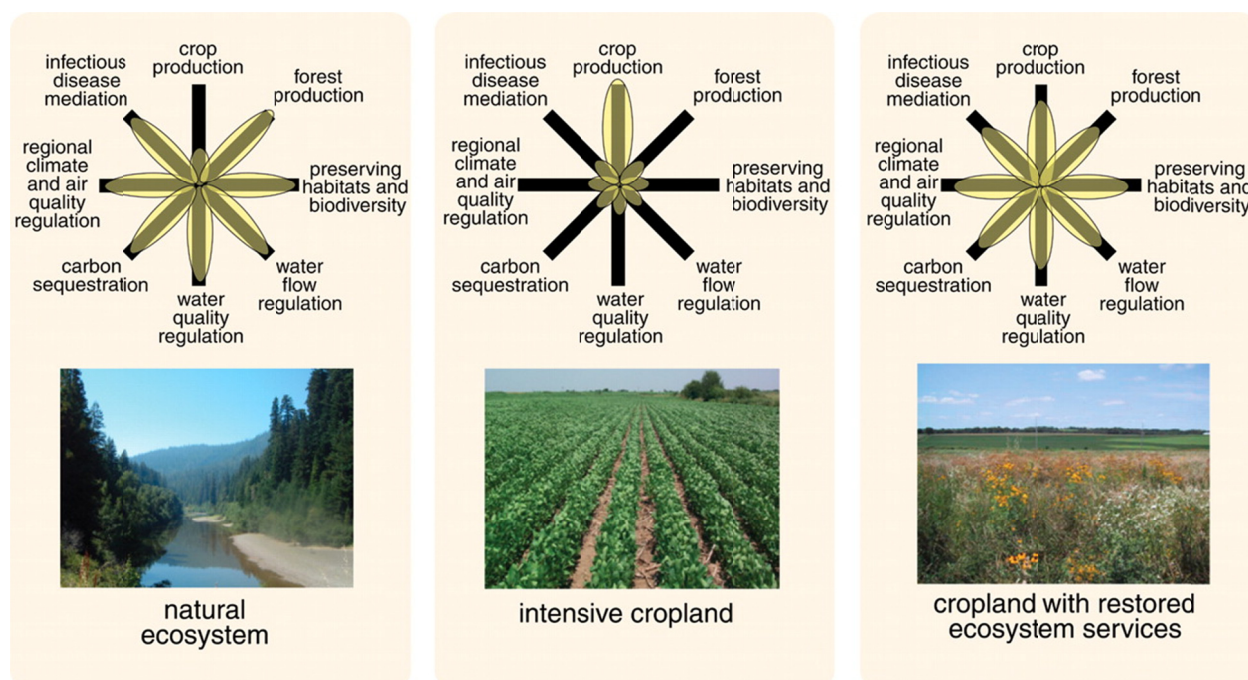 crop
production
infectious
disease
mediation
forest
production
regional
climate
and air
quality
regulation
preserving
habitats and
biodiversity
carbon
sequestration
water
flow
regulation
water
quality
regulation
natural
ecosystem
crop
production
infectious
disease
mediation
forest
production
regional
climate
and air
quality
regulation
preserving
habitats and
biodiversity
carbon
sequestration
water
flow
regulation
water
quality
regulation
intensive cropland
crop
production
infectious
disease
mediation
forest
production
regional
climate
and air
quality
regulation
preserving
habitats and
biodiversity
carbon
sequestration
water
flow
regulation
water
quality
regulation
cropland with restored
ecosystem services